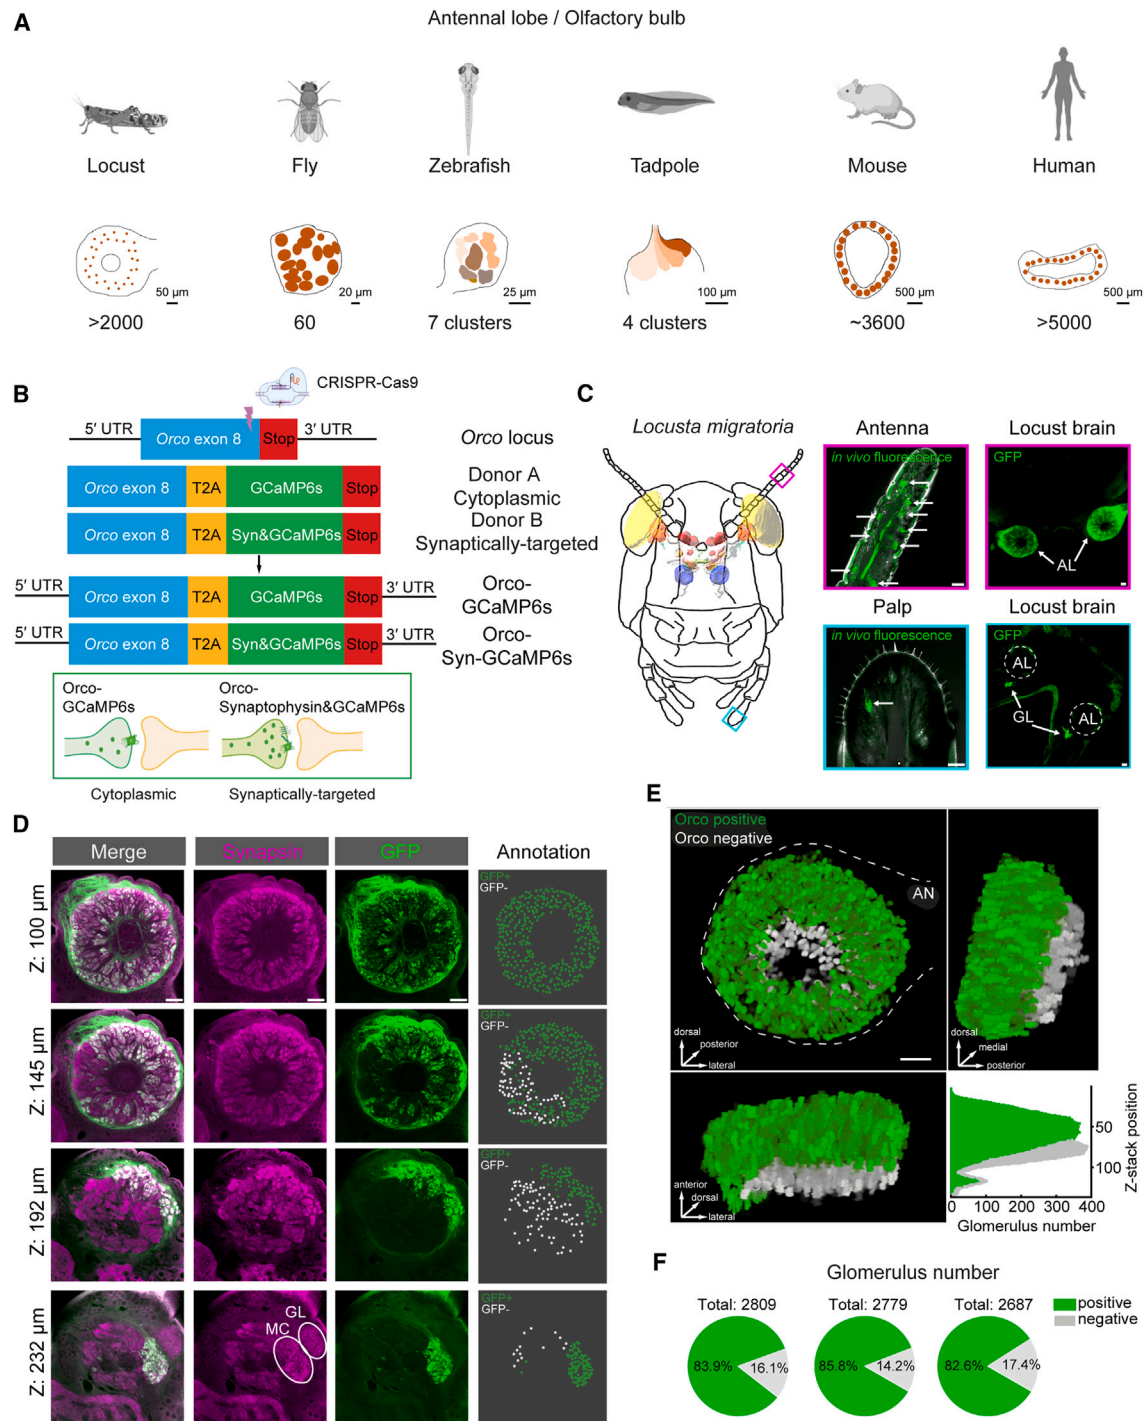 A
Antennal lobe / Olfactory bulb
Locust
Fly
Zebrafish
Tadpole
Mouse
Human
50 µm
20 µm
25 µm
100 µm
500 µm
500 µm
>2000
60
7 clusters
4 clusters
~3600
>5000
B
CRISPR-Cas9
5′ UTR
Orco exon 8
Stop
3′ UTR
Orco locus
Orco exon 8
T2A
GCaMP6s
Stop
Donor A
Cytoplasmic
Orco exon 8
T2A
Syn&GCaMP6s
Stop
Donor B
Synaptically-targeted
5′ UTR
Orco exon 8
T2A
GCaMP6s
Stop
3′ UTR
Orco-
GCaMP6s
5′ UTR
Orco exon 8
T2A
Syn&GCaMP6s
Stop
3′ UTR
Orco-
Syn-GCaMP6s
Orco-
GCaMP6s
Orco-
Synaptophysin&GCaMP6s
Cytoplasmic
Synaptically-targeted
C
Locusta migratoria
Antenna
in vivo fluorescence
Locust brain
GFP
AL
Palp
in vivo fluorescence
Locust brain
GFP
AL
GL
AL
D
Merge
Synapsin
GFP
Annotation
Z: 100 µm
GFP+
GFP-
Z: 145 µm
GFP+
GFP-
Z: 192 µm
GFP+
GFP-
Z: 232 µm
GL
MC
GFP+
GFP-
E
Orco positive
Orco negative
AN
dorsal
posterior
lateral
dorsal
medial
posterior
anterior
dorsal
lateral
50
100
Z-stack position
0 100 200 300 400
Glomerulus number
F
Glomerulus number
Total: 2809
Total: 2779
Total: 2687
positive
negative
83.9%
16.1%
85.8%
14.2%
82.6%
17.4%